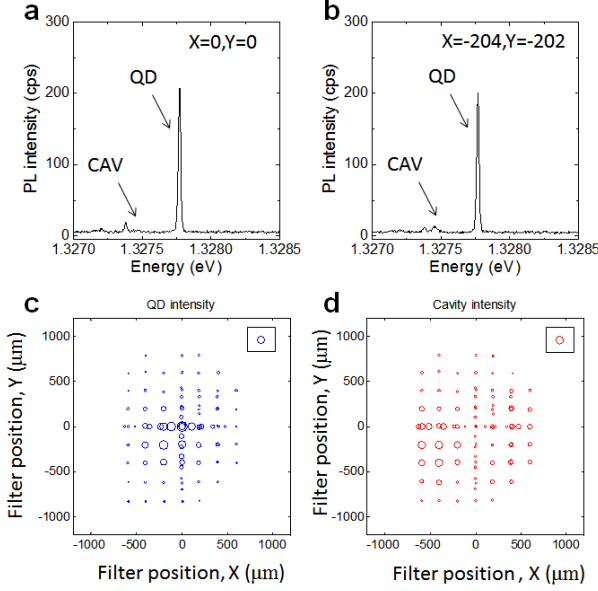 a
X=0,Y=0
QD
CAV
PL intensity (cps)
300
200
100
0
1.3270 1.3275 1.3280 1.3285
Energy (eV)
b
X=-204,Y=-202
QD
CAV
PL intensity (cps)
300
200
100
0
1.3270 1.3275 1.3280 1.3285
Energy (eV)
c
QD intensity
Filter position, Y (μm)
1000
500
0
-500
-1000
-1000 -500 0 500 1000
Filter position, X (μm)
d
Cavity intensity
Filter position, Y (μm)
1000
500
0
-500
-1000
-1000 -500 0 500 1000
Filter position , X (μm)